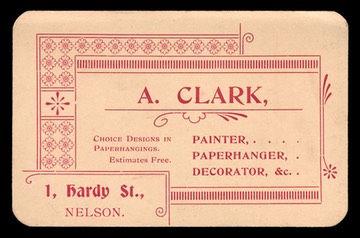 A. CLARK,
CHOICE DESIGNS IN
PAPERHANGINGS.
Estimates Free.
PAINTER, . . . .
PAPERHANGER, .
DECORATOR, &c. .
1, Hardy St.,
NELSON.